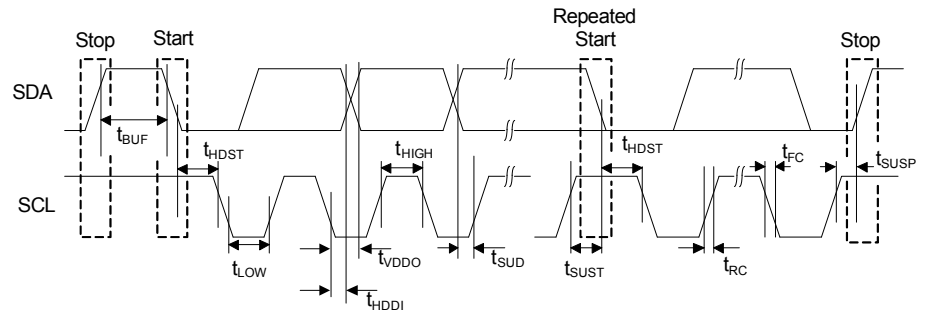 Stop
Start
Repeated
Start
Stop
SDA
tBUF
tHDST
tHIGH
tHDST
tFC
tSUSP
SCL
tLOW
tVDDO
tSUD
tSUST
tRC
tHDDI